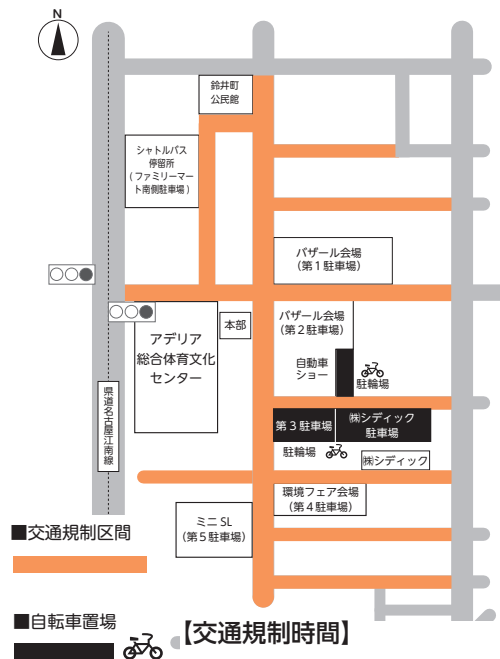 N
鈴井町
公民館
シャトルバス
停留所
(ファミリーマー
ト南側駐車場)
バザール会場
(第1駐車場)
バザール会場
(第2駐車場)
本部
アデリア
総合体育文化
センター
自動車
ショー
駐輪場
県道名古屋江南線
第3駐車場
㈱シディック
駐車場
駐輪場
㈱シディック
環境フェア会場
(第4駐車場)
ミニSL
(第5駐車場)
■交通規制区間
■自転車置場
【交通規制時間】